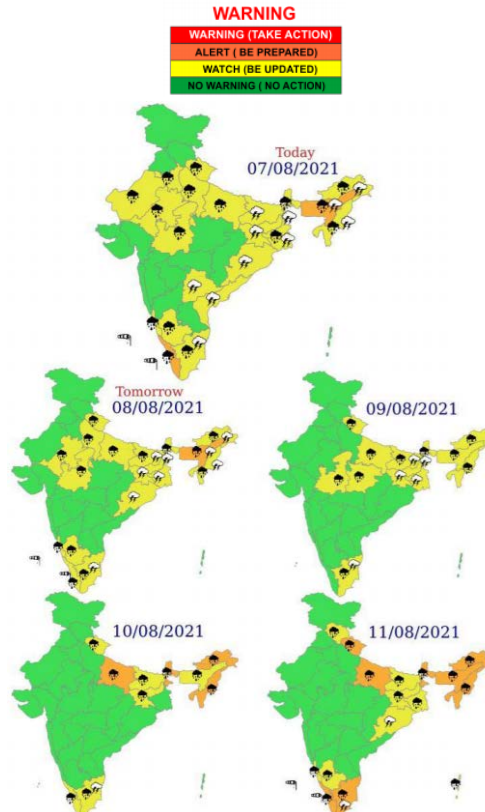 WARNING
WARNING (TAKE ACTION)
ALERT ( BE PREPARED)
WATCH (BE UPDATED)
NO WARNING ( NO ACTION)
Today
07/08/2021
Tomorrow
08/08/2021
09/08/2021
10/08/2021
11/08/2021